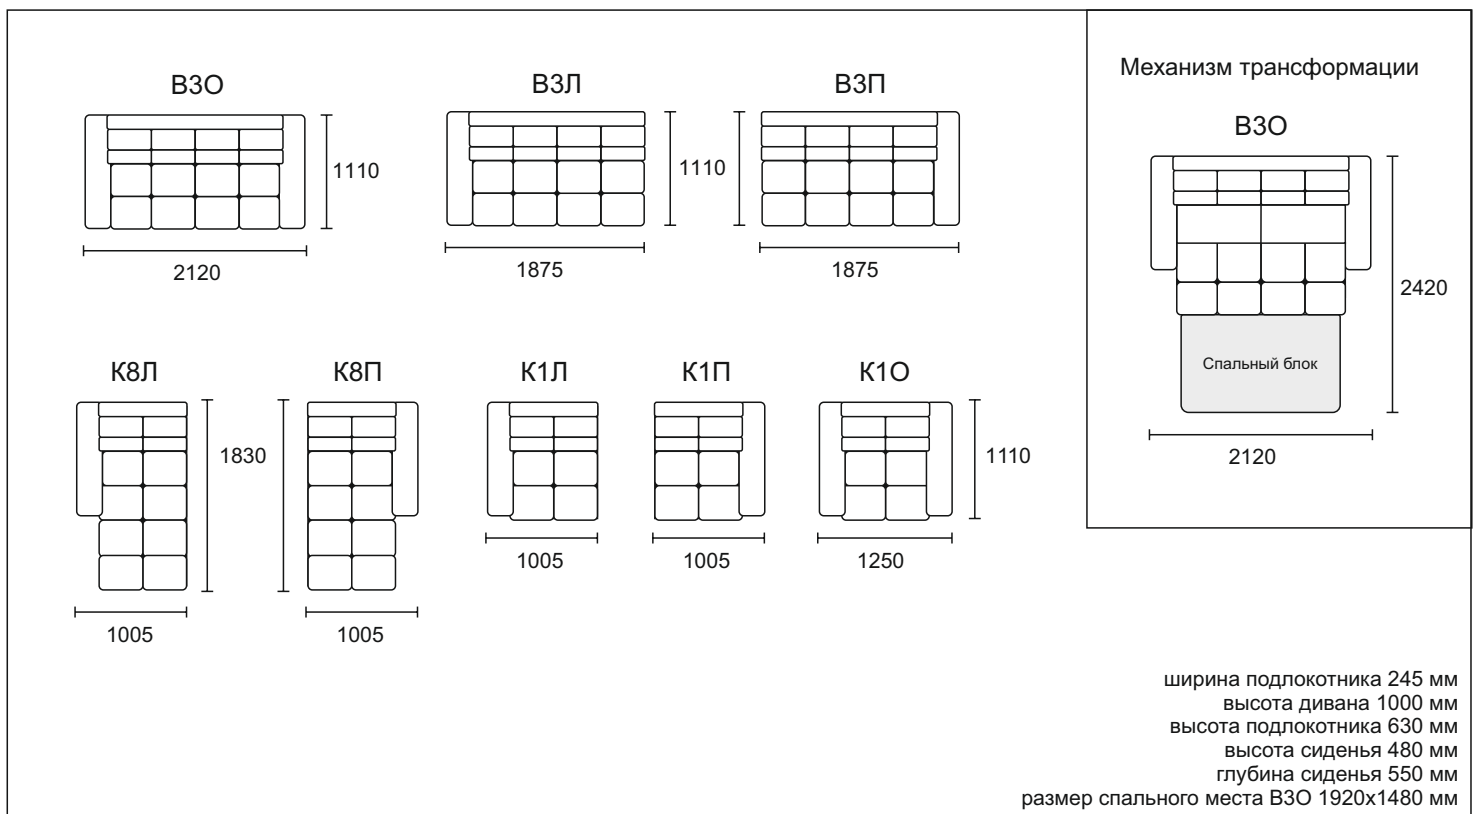 В3О
В3Л
В3П
1110
1110
2120
1875
1875
Механизм трансформации
В3О
Спальный блок
2420
2120
К8Л
К8П
К1Л
К1П
К1О
1830
1110
1005
1005
1005
1005
1250
ширина подлокотника 245 мм
высота дивана 1000 мм
высота подлокотника 630 мм
высота сиденья 480 мм
глубина сиденья 550 мм
размер спального места В3О 1920х1480 мм